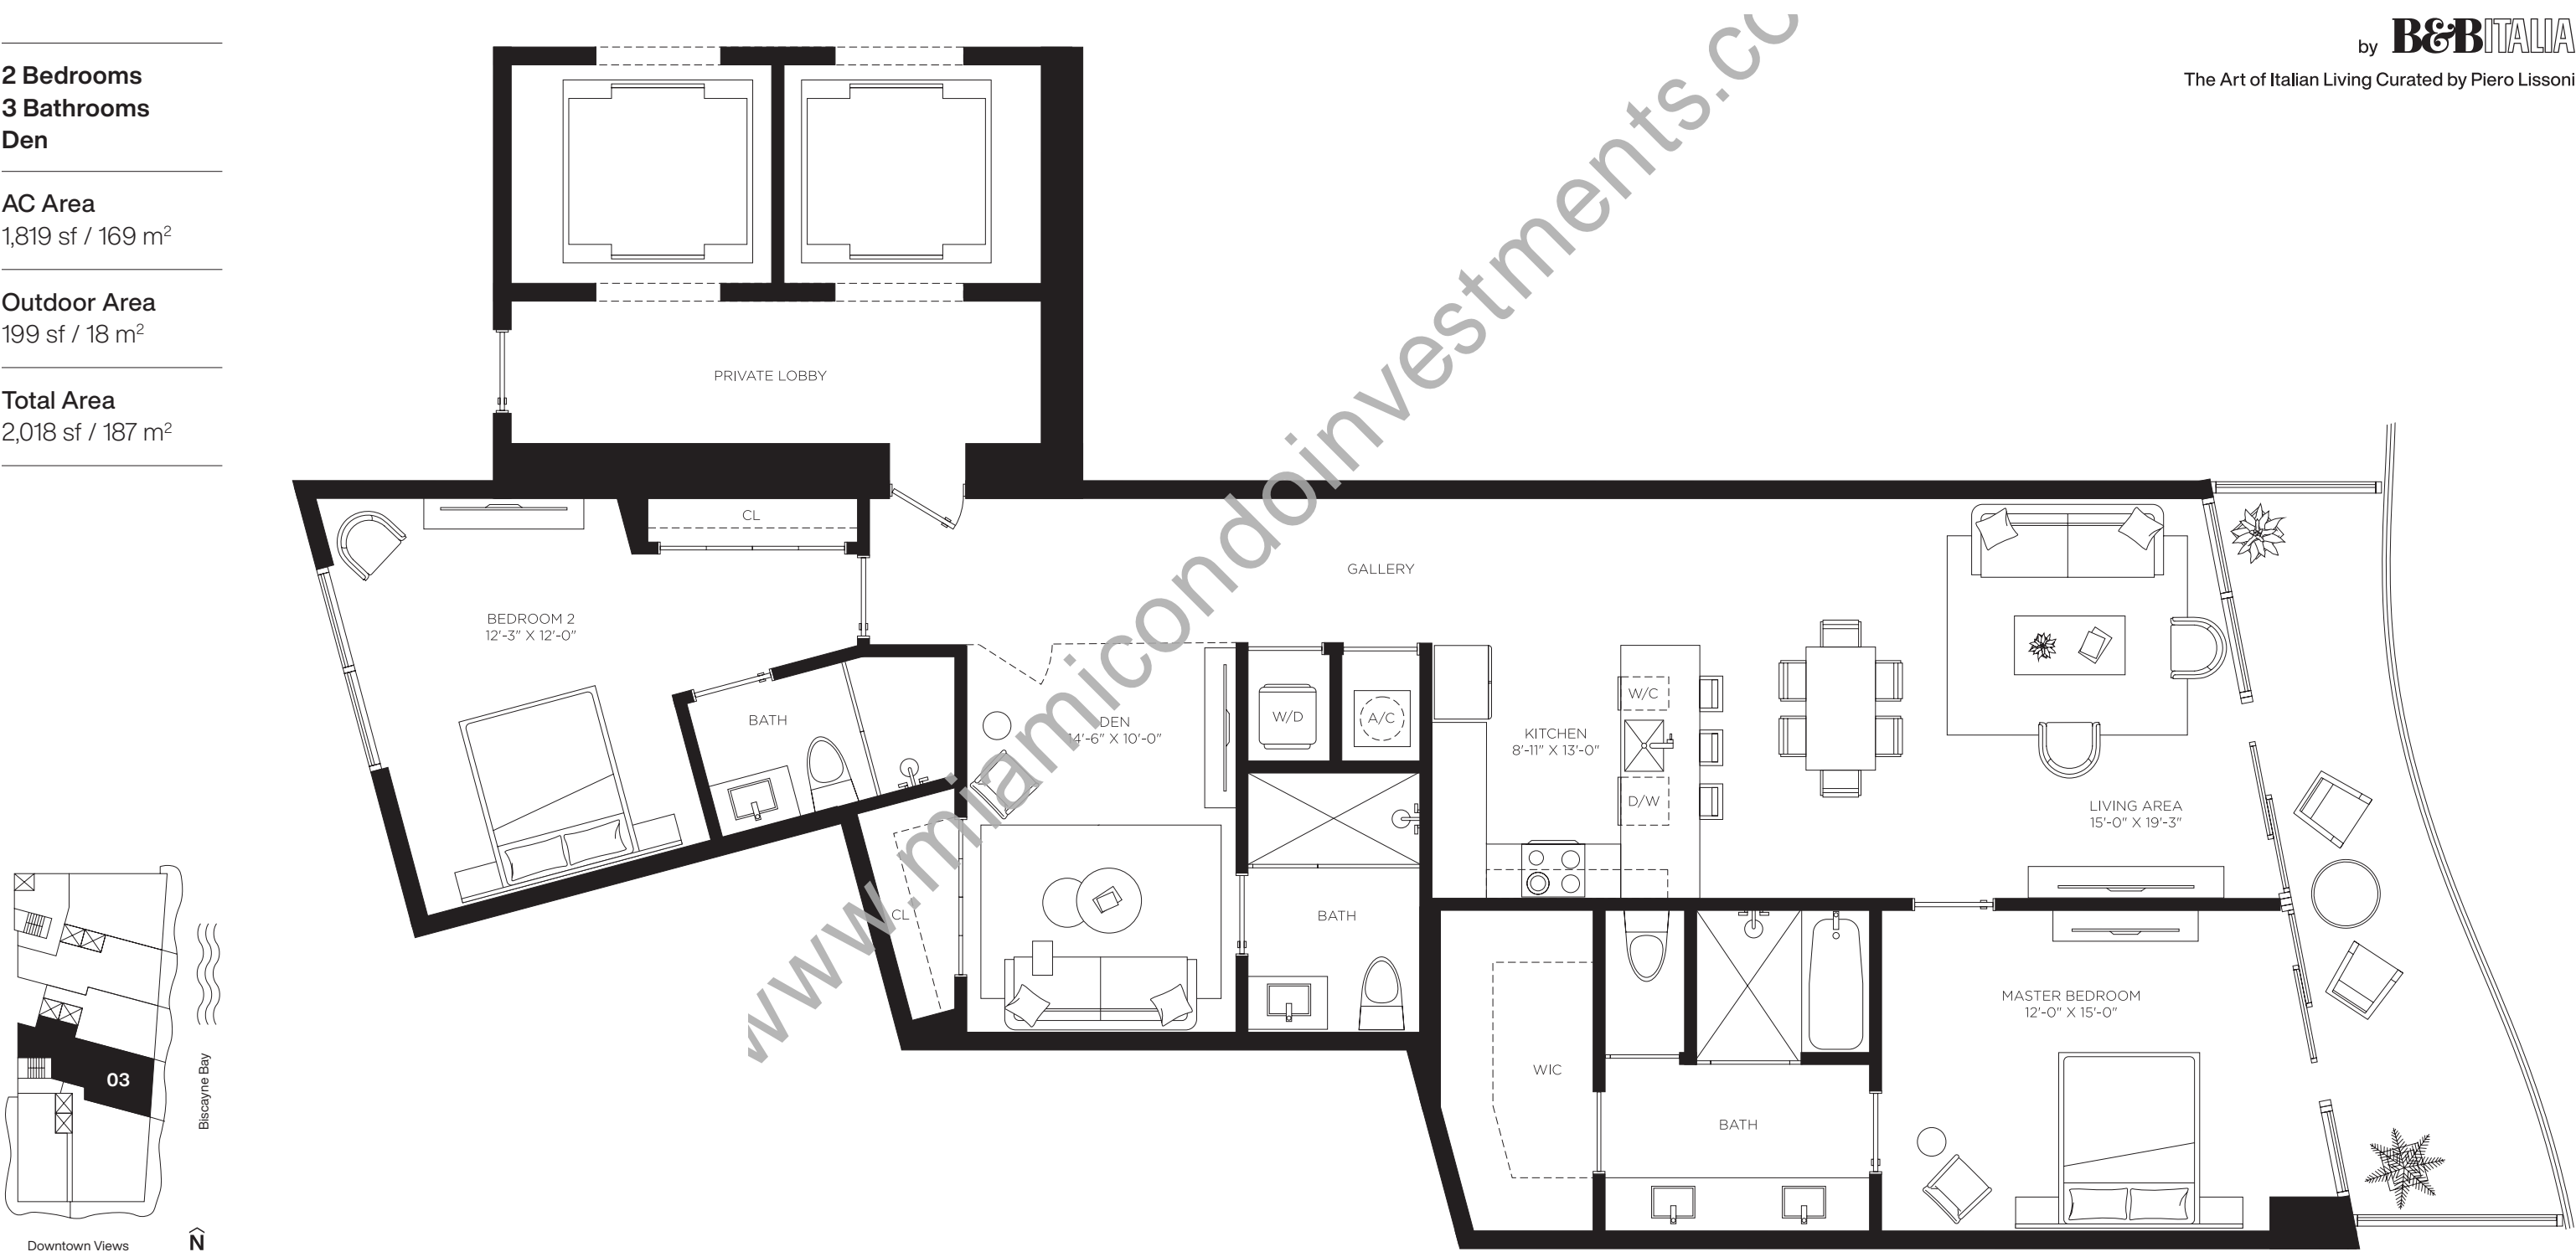 2 Bedrooms
3 Bathrooms
Den
AC Area
1,819 sf / 169 m²
Outdoor Area
199 sf / 18 m²
Total Area
2,018 sf / 187 m²
by B&BITALIA
The Art of Italian Living Curated by Piero Lissoni
PRIVATE LOBBY
CL
GALLERY
BEDROOM 2
12'-3" X 12'-0"
BATH
DEN
14'-6" X 10'-0"
W/D
A/C
KITCHEN
8'-11" X 13'-0"
W/C
D/W
LIVING AREA
15'-0" X 19'-3"
CL
BATH
MASTER BEDROOM
12'-0" X 15'-0"
WIC
BATH
03
Biscayne Bay
Downtown Views
N
www.miamicondoinvestments.co